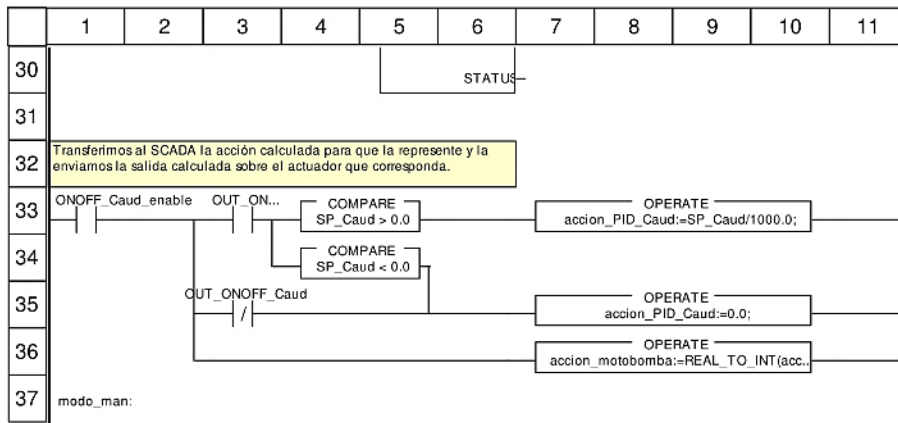 1 2 3 4 5 6 7 8 9 10 11
30
STATUS
31
32
Transferimos al SCADA la acción calculada para que la represente y la
enviamos la salida calculada sobre el actuador que corresponda.
33
ONOFF_Caud_enable OUT_ON... COMPARE OPERATE
SP_Caud > 0.0 accion_PID_Caud:=SP_Caud/1000.0;
34
COMPARE
SP_Caud < 0.0
35
OUT_ONOFF_Caud OPERATE
/ accion_PID_Caud:=0.0;
36
OPERATE
accion_motobomba:=REAL_TO_INT(acc..
37
modo_man: